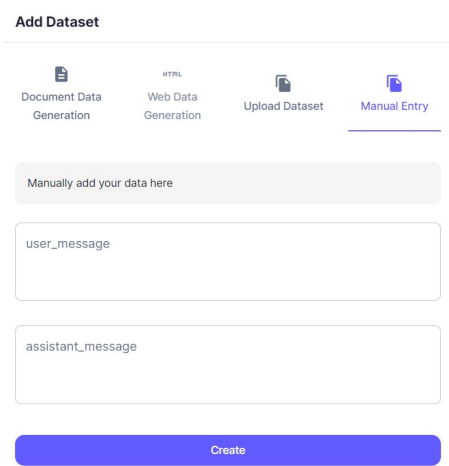 Add Dataset
Document Data
Generation
HTML
Web Data
Generation
Upload Dataset
Manual Entry
Manually add your data here
user_message
assistant_message
Create